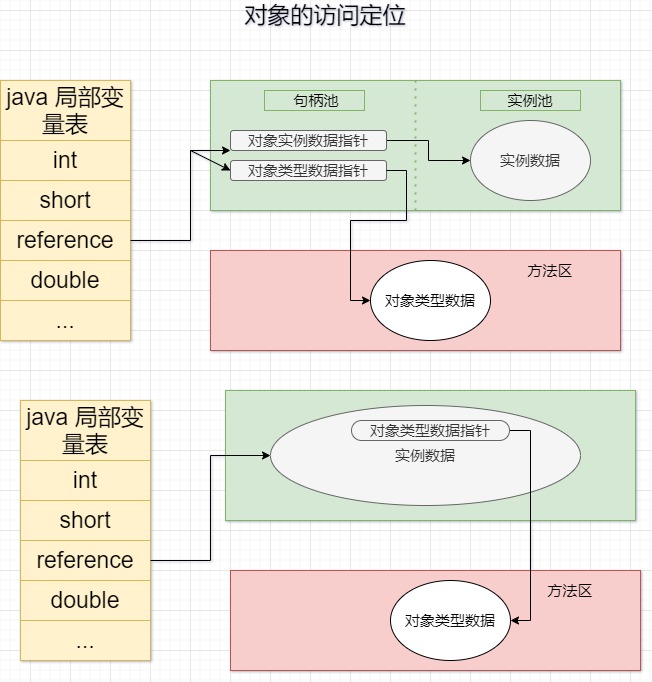 对象的访问定位
java 局部变
量表
int
short
reference
double
...
句柄池
实例池
对象实例数据指针
对象类型数据指针
实例数据
方法区
对象类型数据
java 局部变
量表
int
short
reference
double
...
对象类型数据指针
实例数据
方法区
对象类型数据